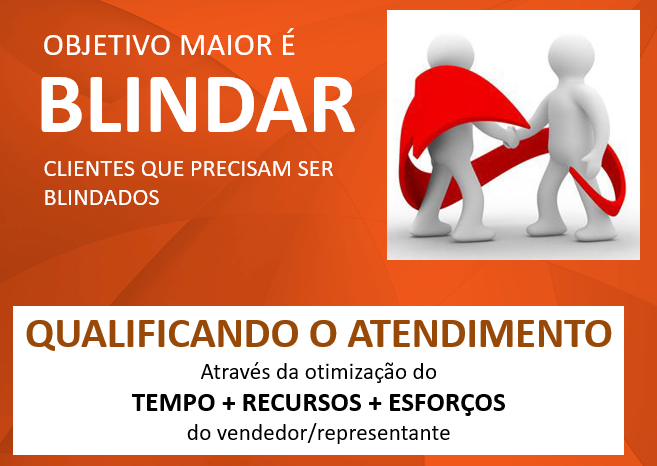 OBJETIVO MAIOR É
BLINDAR
CLIENTES QUE PRECISAM SER
BLINDADOS
QUALIFICANDO O ATENDIMENTO
Através da otimização do
TEMPO + RECURSOS + ESFORÇOS
do vendedor/representante